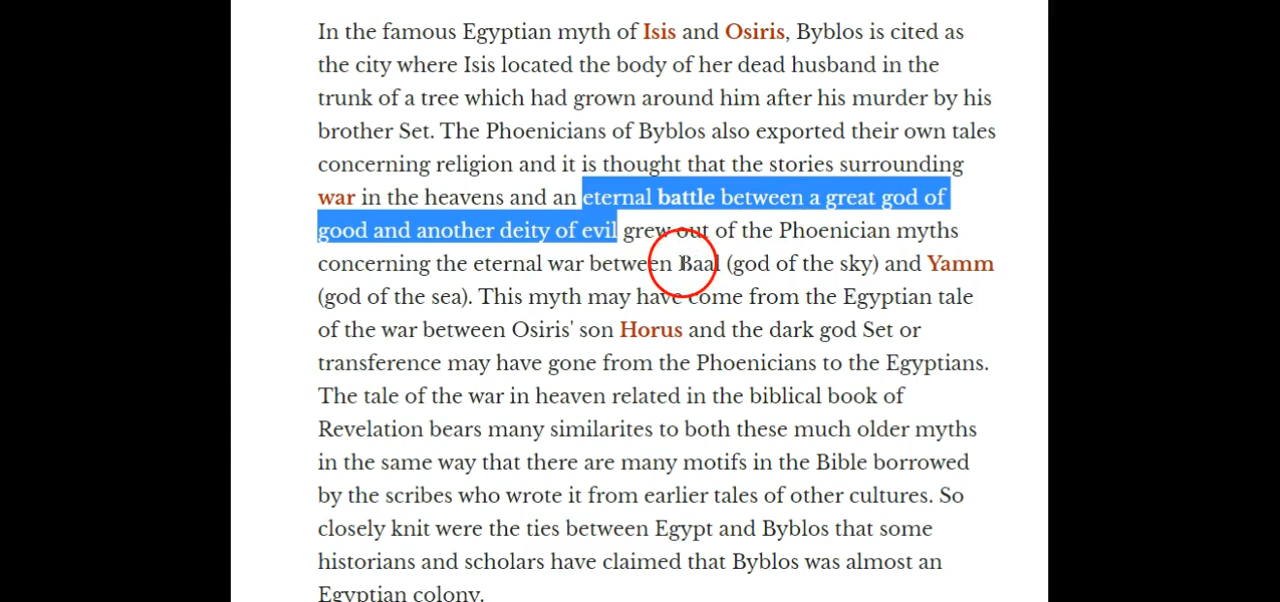 In the famous Egyptian myth of Isis and Osiris, Byblos is cited as
the city where Isis located the body of her dead husband in the
trunk of a tree which had grown around him after his murder by his
brother Set. The Phoenicians of Byblos also exported their own tales
concerning religion and it is thought that the stories surrounding
war in the heavens and an eternal battle between a great god of
good and another deity of evil grew out of the Phoenician myths
concerning the eternal war between Baal (god of the sky) and Yamm
(god of the sea). This myth may have come from the Egyptian tale
of the war between Osiris' son Horus and the dark god Set or
transference may have gone from the Phoenicians to the Egyptians.
The tale of the war in heaven related in the biblical book of
Revelation bears many similarites to both these much older myths
in the same way that there are many motifs in the Bible borrowed
by the scribes who wrote it from earlier tales of other cultures. So
closely knit were the ties between Egypt and Byblos that some
historians and scholars have claimed that Byblos was almost an
Egyptian colony.